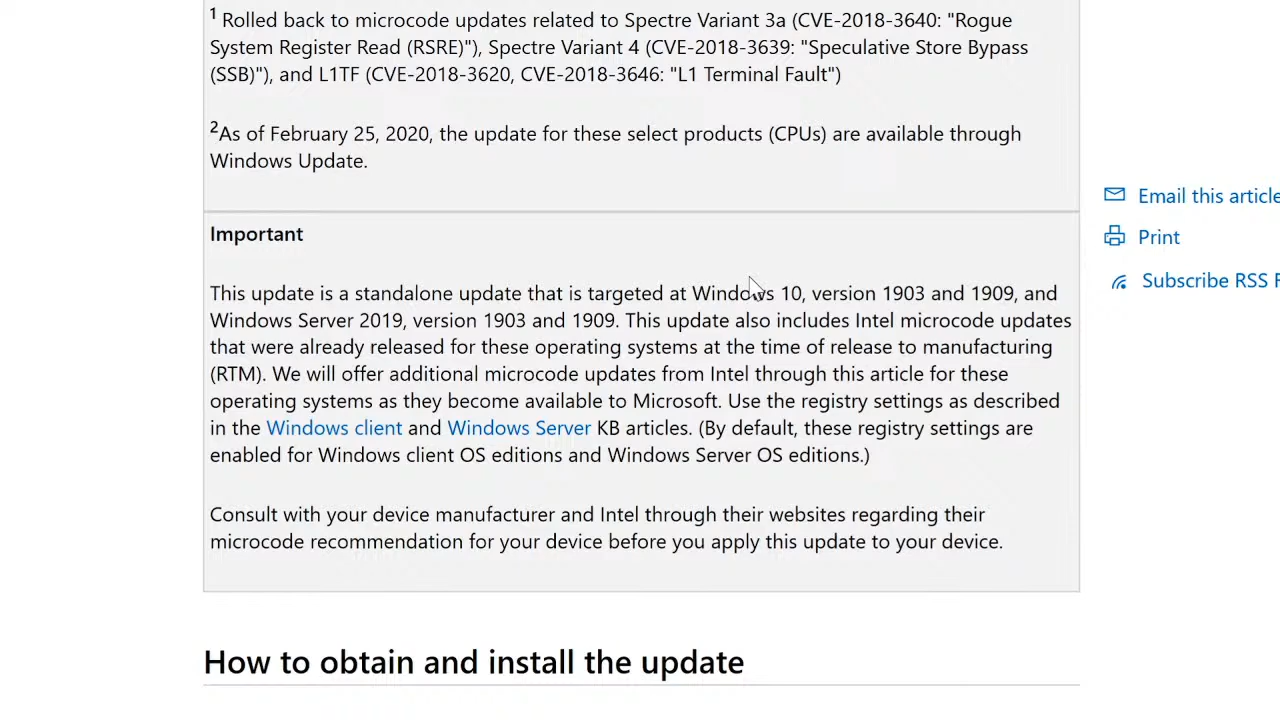 1 Rolled back to microcode updates related to Spectre Variant 3a (CVE-2018-3640: "Rogue
System Register Read (RSRE)"), Spectre Variant 4 (CVE-2018-3639: "Speculative Store Bypass
(SSB)"), and L1TF (CVE-2018-3620, CVE-2018-3646: "L1 Terminal Fault")
2As of February 25, 2020, the update for these select products (CPUs) are available through
Windows Update.
Important
This update is a standalone update that is targeted at Windows 10, version 1903 and 1909, and
Windows Server 2019, version 1903 and 1909. This update also includes Intel microcode updates
that were already released for these operating systems at the time of release to manufacturing
(RTM). We will offer additional microcode updates from Intel through this article for these
operating systems as they become available to Microsoft. Use the registry settings as described
in the Windows client and Windows Server KB articles. (By default, these registry settings are
enabled for Windows client OS editions and Windows Server OS editions.)
Consult with your device manufacturer and Intel through their websites regarding their
microcode recommendation for your device before you apply this update to your device.
How to obtain and install the update
Email this article
Print
Subscribe RSS F